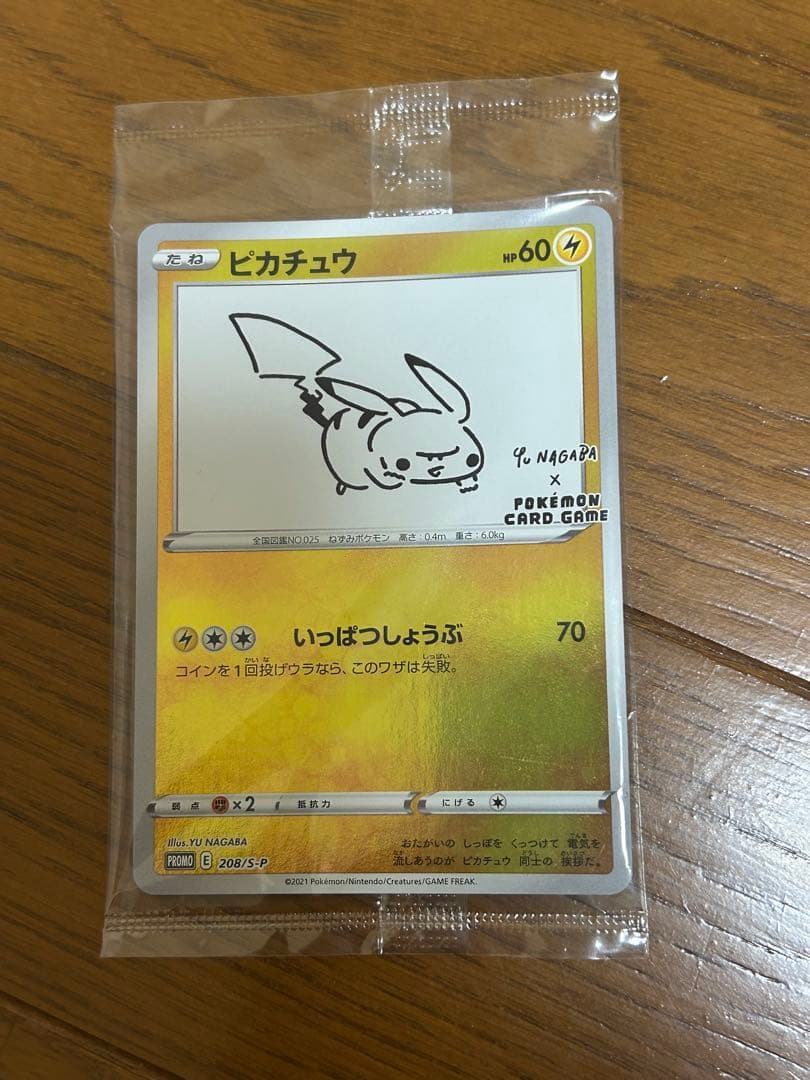 たね ピカチュウ HP60
Yu NAGABA
×
POKÉMON
CARD GAME
全国図鑑NO.025 ねずみポケモン 高さ：0.4m 重さ：6.0kg
いっぱつしょうぶ 70
コインを1回投げウラなら、このワザは失敗。
弱点 ×2 抵抗力 にげる
Illus.YU NAGABA
おたがいの しっぽを くっつけて 電気を
流しあうのが ピカチュウ 同士の 挨拶だ。
PROMO E 208/S-P
©2021 Pokémon/Nintendo/Creatures/GAME FREAK.